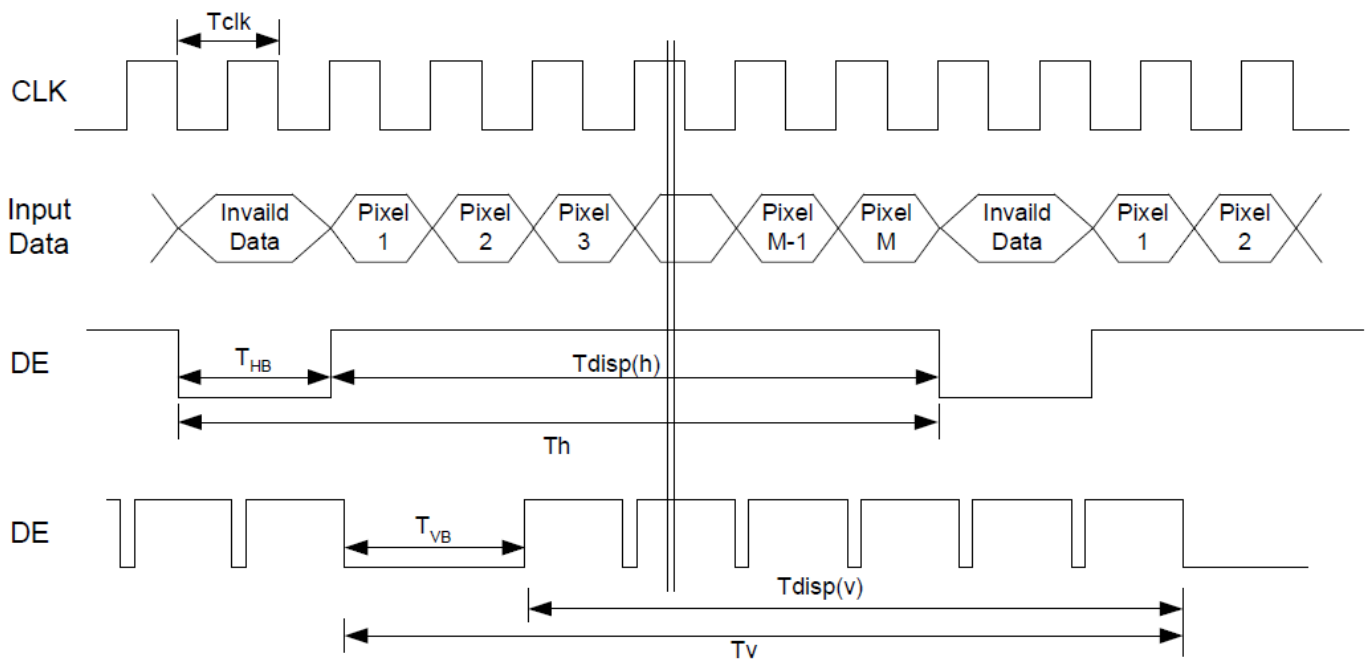 Tclk
CLK
Input
Data
Invaild
Data
Pixel
1
Pixel
2
Pixel
3
Pixel
M-1
Pixel
M
Invaild
Data
Pixel
1
Pixel
2
DE
THB
Tdisp(h)
Th
DE
TVB
Tdisp(v)
Tv